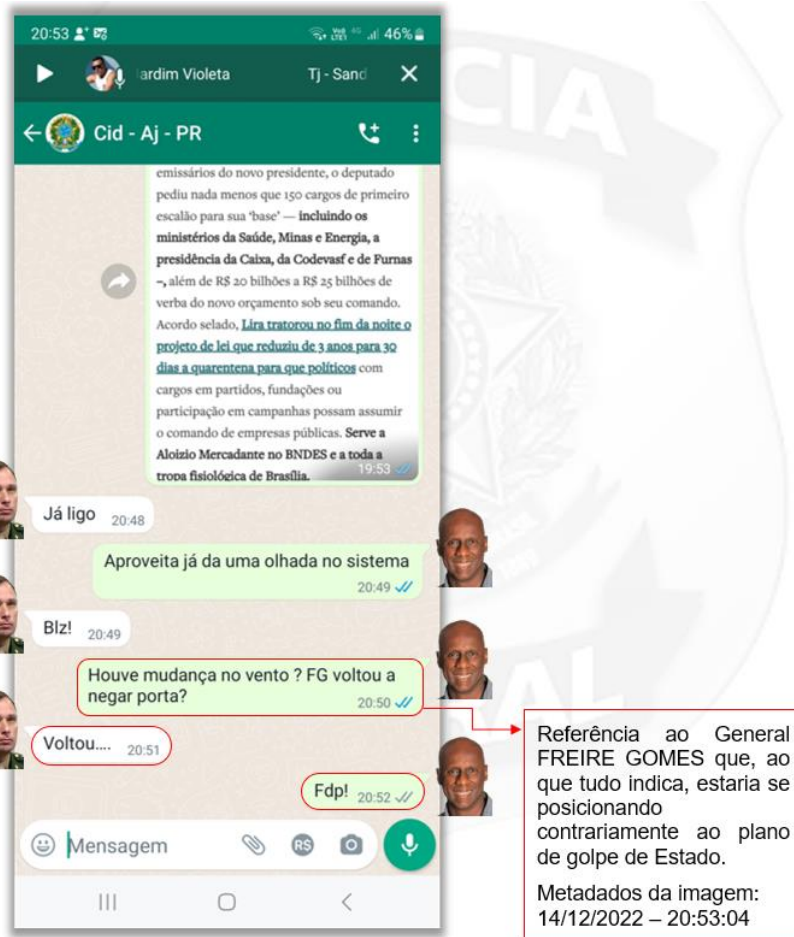 20:53
Vo)) LTE1 4G 46%
ardim Violeta Tj - Sand
Cid - Aj - PR
emissários do novo presidente, o deputado
pediu nada menos que 150 cargos de primeiro
escalão para sua ‘base’ — incluindo os
ministérios da Saúde, Minas e Energia, a
presidência da Caixa, da Codevasf e de Furnas
–, além de R$ 20 bilhões a R$ 25 bilhões de
verba do novo orçamento sob seu comando.
Acordo selado, Lira tratorou no fim da noite o
projeto de lei que reduziu de 3 anos para 30
dias a quarentena para que políticos com
cargos em partidos, fundações ou
participação em campanhas possam assumir
o comando de empresas públicas. Serve a
Aloizio Mercadante no BNDES e a toda a
tropa fisiológica de Brasília.
19:53
Já ligo 20:48
Aproveita já da uma olhada no sistema
20:49
Blz! 20:49
Houve mudança no vento ? FG voltou a
negar porta?
20:50
Voltou.... 20:51
Fdp! 20:52
Mensagem R$
Referência ao General
FREIRE GOMES que, ao
que tudo indica, estaria se
posicionando
contrariamente ao plano
de golpe de Estado.
Metadados da imagem:
14/12/2022 – 20:53:04
CIA
AL